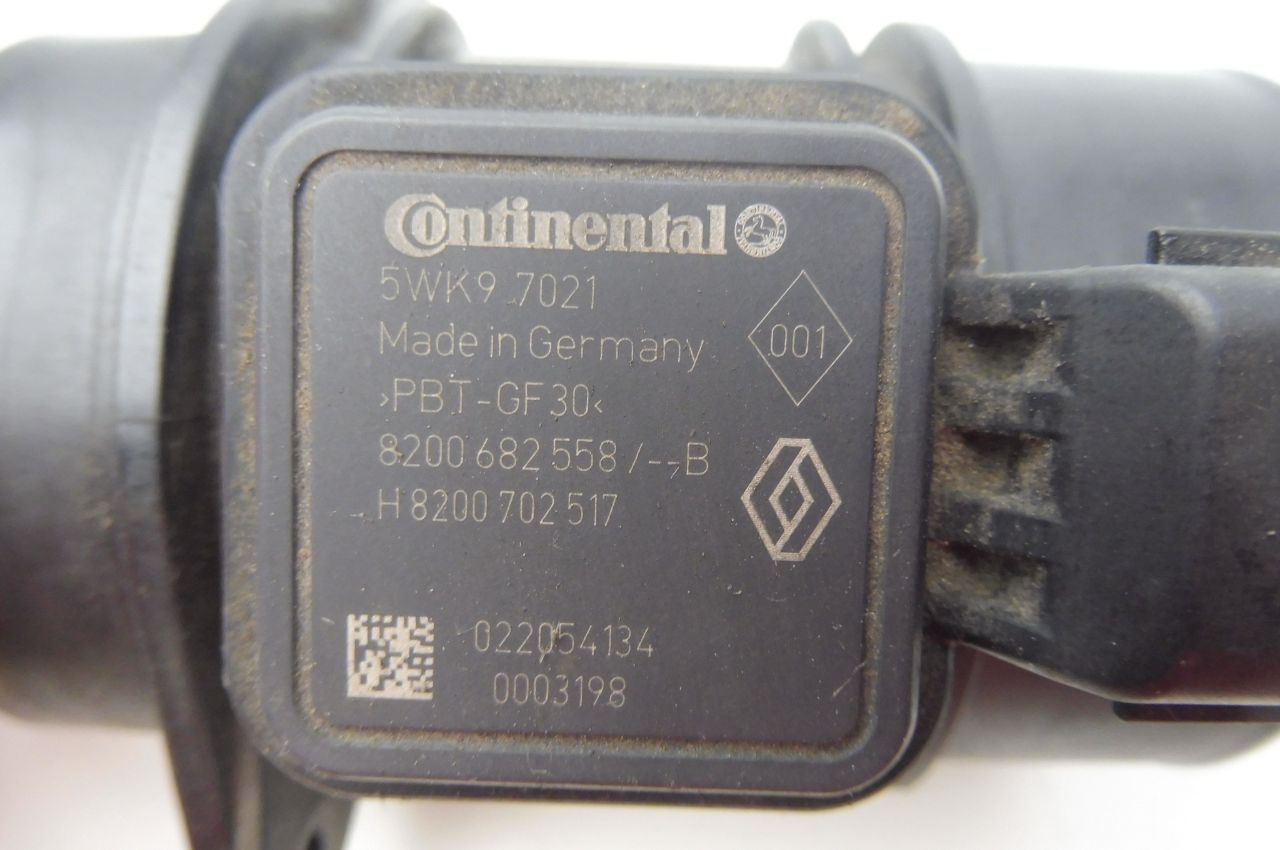 Continental
5WK9 7021
Made in Germany
001
>PBT-GF30<
8200 682 558 /--B
H 8200 702 517
022054134
0003198